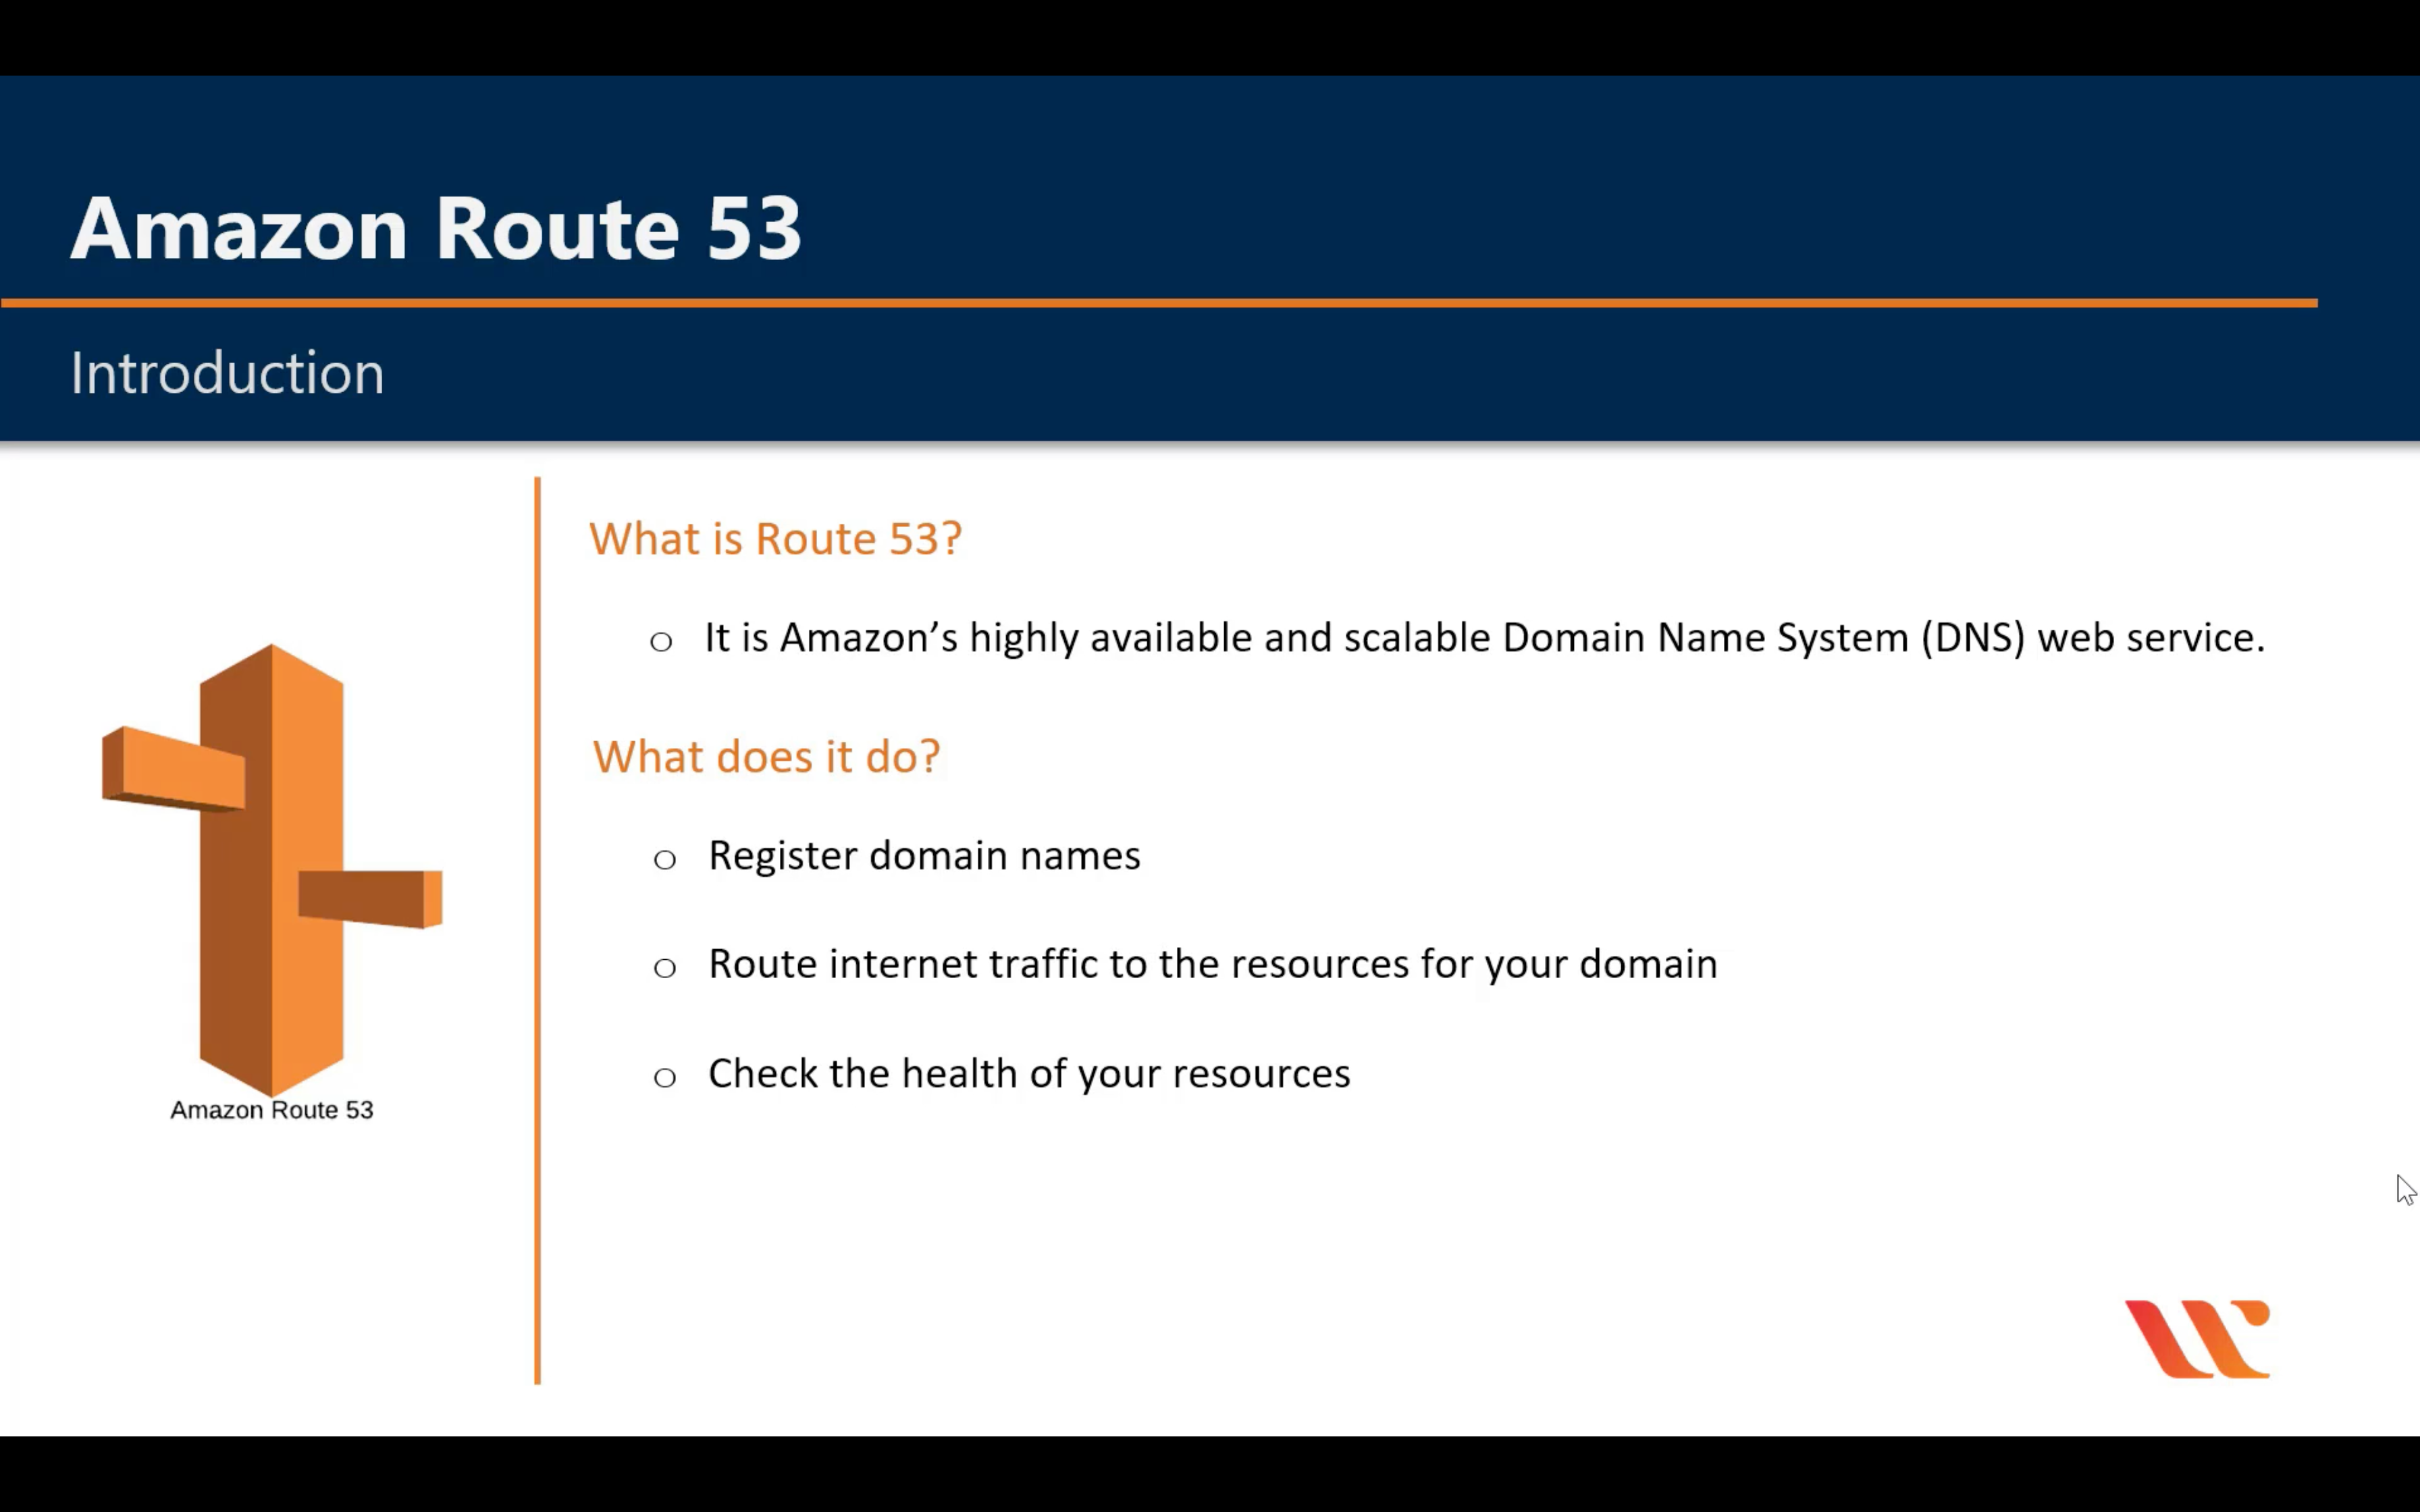 Amazon Route 53
Introduction
What is Route 53?
o It is Amazon’s highly available and scalable Domain Name System (DNS) web service.
What does it do?
o Register domain names
o Route internet traffic to the resources for your domain
o Check the health of your resources
Amazon Route 53